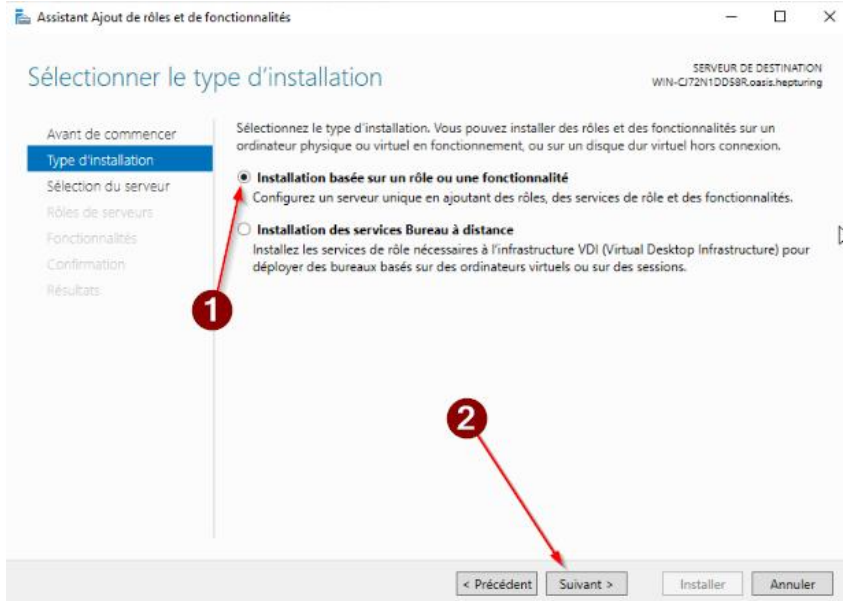 Assistant Ajout de rôles et de fonctionnalités
Sélectionner le type d'installation
SERVEUR DE DESTINATION
WIN-CJ72N1DDS8R.oasis.hepturing
Avant de commencer
Type d'installation
Sélection du serveur
Rôles de serveurs
Fonctionnalités
Confirmation
Résultats
Sélectionnez le type d'installation. Vous pouvez installer des rôles et des fonctionnalités sur un
ordinateur physique ou virtuel en fonctionnement, ou sur un disque dur virtuel hors connexion.
Installation basée sur un rôle ou une fonctionnalité
Configurez un serveur unique en ajoutant des rôles, des services de rôle et des fonctionnalités.
Installation des services Bureau à distance
Installez les services de rôle nécessaires à l'infrastructure VDI (Virtual Desktop Infrastructure) pour
déployer des bureaux basés sur des ordinateurs virtuels ou sur des sessions.
1
2
< Précédent
Suivant >
Installer
Annuler